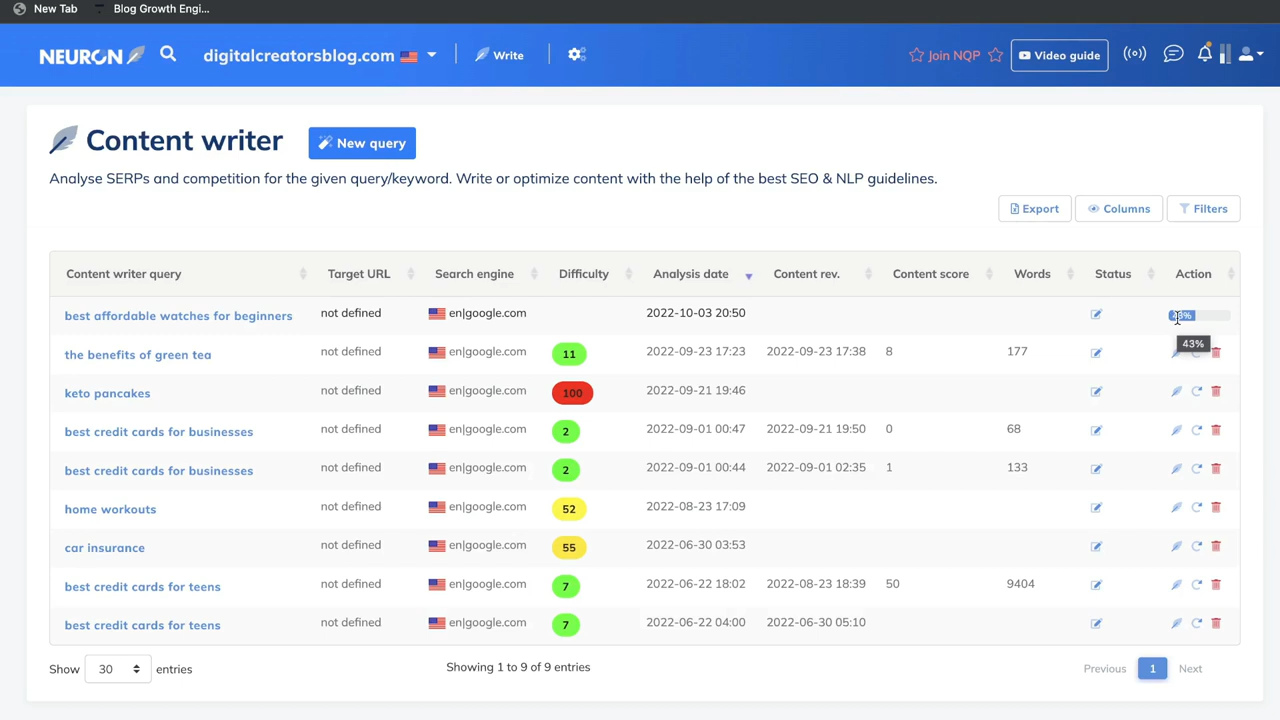 New Tab Blog Growth Engi...
NEURON digitalcreatorsblog.com Write Join NQP Video guide
Content writer New query
Analyse SERPs and competition for the given query/keyword. Write or optimize content with the help of the best SEO & NLP guidelines.
Export Columns Filters
Content writer query Target URL Search engine Difficulty Analysis date Content rev. Content score Words Status Action
best affordable watches for beginners not defined en|google.com 2022-10-03 20:50 43%
43%
the benefits of green tea not defined en|google.com 11 2022-09-23 17:23 2022-09-23 17:38 8 177
keto pancakes not defined en|google.com 100 2022-09-21 19:46
best credit cards for businesses not defined en|google.com 2 2022-09-01 00:47 2022-09-21 19:50 0 68
best credit cards for businesses not defined en|google.com 2 2022-09-01 00:44 2022-09-01 02:35 1 133
home workouts not defined en|google.com 52 2022-08-23 17:09
car insurance not defined en|google.com 55 2022-06-30 03:53
best credit cards for teens not defined en|google.com 7 2022-06-22 18:02 2022-08-23 18:39 50 9404
best credit cards for teens not defined en|google.com 7 2022-06-22 04:00 2022-06-30 05:10
Show 30 entries Showing 1 to 9 of 9 entries Previous 1 Next